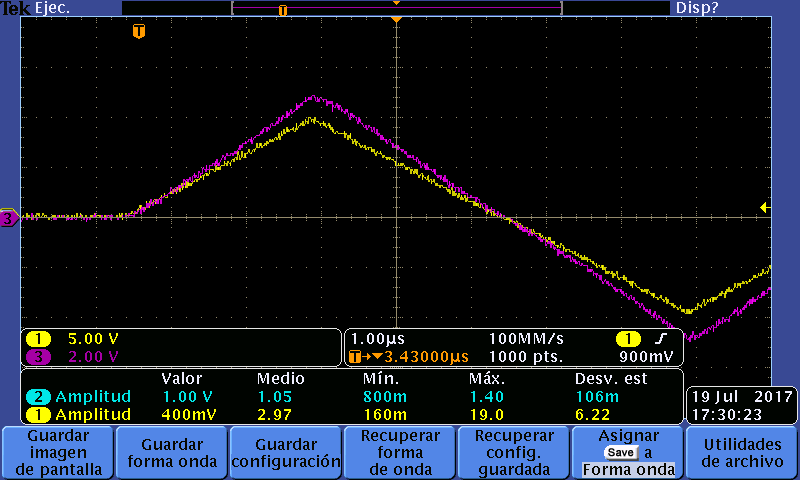 Tek Ejec. Disp?
T
T
3
1 5.00 V
3 2.00 V
1.00µs 100MM/s 1
T→▼3.43000µs 1000 pts. 900mV
Valor Medio Mín. Máx. Desv. est
2 Amplitud 1.00 V 1.05 800m 1.40 106m
1 Amplitud 400mV 2.97 160m 19.0 6.22
19 Jul 2017
17:30:23
Guardar
imagen
de pantalla
Guardar
forma onda
Guardar
configuración
Recuperar
forma
de onda
Recuperar
config.
guardada
Asignar
Save a
Forma onda
Utilidades
de archivo